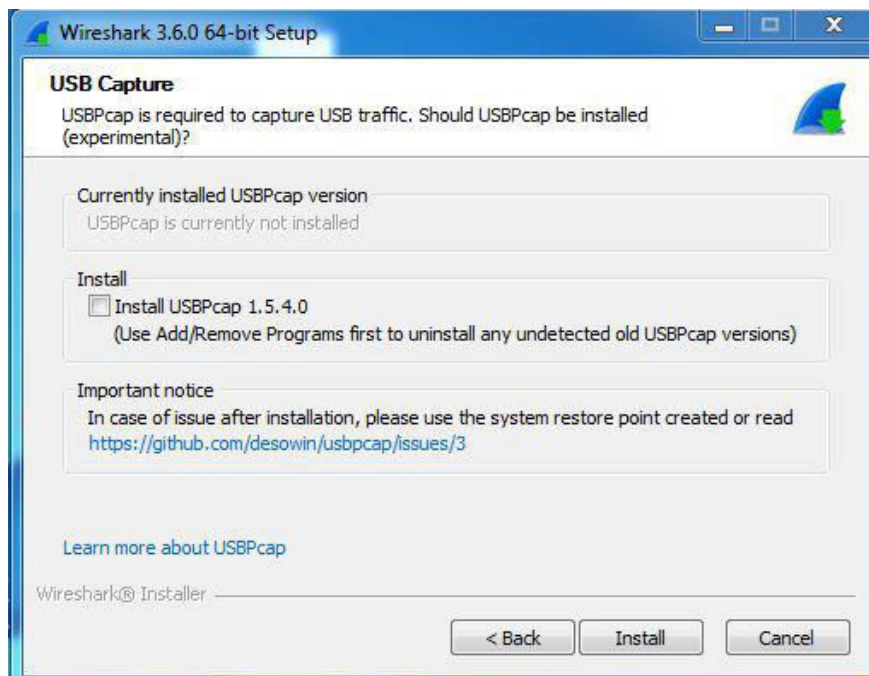 Wireshark 3.6.0 64-bit Setup
USB Capture
USBPcap is required to capture USB traffic. Should USBPcap be installed
(experimental)?
Currently installed USBPcap version
USBPcap is currently not installed
Install
Install USBPcap 1.5.4.0
(Use Add/Remove Programs first to uninstall any undetected old USBPcap versions)
Important notice
In case of issue after installation, please use the system restore point created or read
https://github.com/desowin/usbpcap/issues/3
Learn more about USBPcap
Wireshark® Installer
< Back Install Cancel